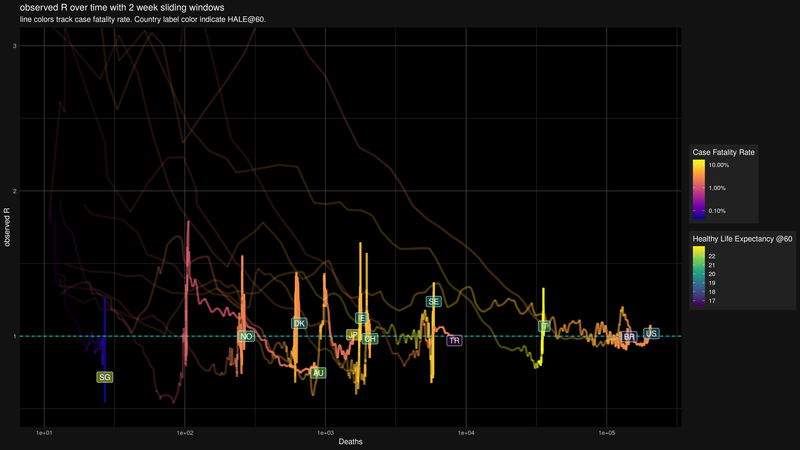 observed R over time with 2 week sliding windows
line colors track case fatality rate. Country label color indicate HALE@60.
3
2
1
observed R
SG
NO
DK
AU
JP
IE
CH
SE
TR
IT
BR
US
1e+01
1e+02
1e+03
1e+04
1e+05
Deaths
Case Fatality Rate
10.00%
1.00%
0.10%
Healthy Life Expectancy @60
22
21
20
19
18
17